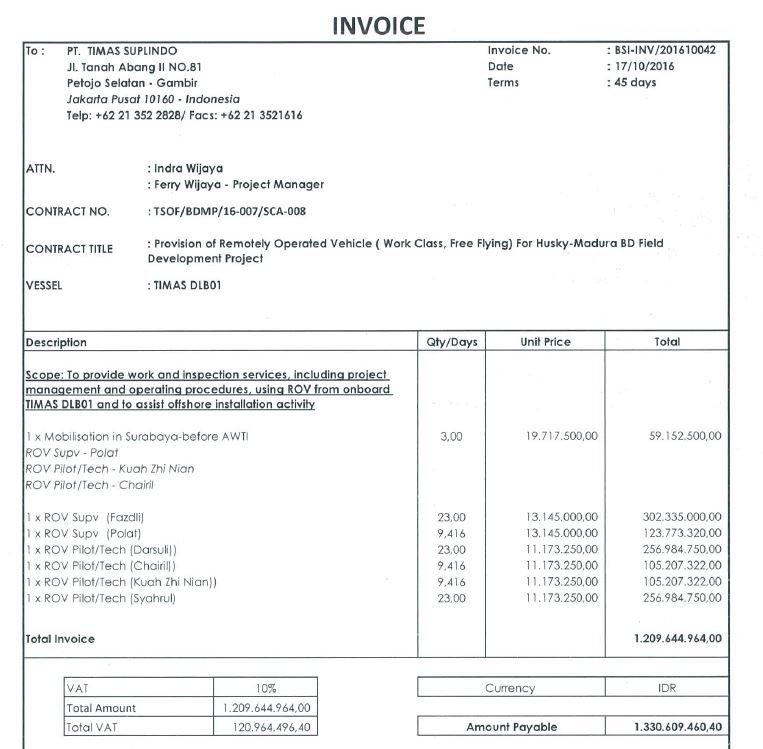 INVOICE
To : PT. TIMAS SUPLINDO Invoice No. : BSI-INV/201610042
Jl. Tanah Abang II NO.81 Date : 17/10/2016
Petojo Selatan - Gambir Terms : 45 days
Jakarta Pusat 10160 - Indonesia
Telp: +62 21 352 2828/ Facs: +62 21 3521616
ATTN. : Indra Wijaya
: Ferry Wijaya - Project Manager
CONTRACT NO. : TSOF/BDMP/16-007/SCA-008
CONTRACT TITLE : Provision of Remotely Operated Vehicle ( Work Class, Free Flying) For Husky-Madura BD Field
Development Project
VESSEL : TIMAS DLB01
Description Qty/Days Unit Price Total
Scope: To provide work and inspection services, including project
management and operating procedures, using ROV from onboard
TIMAS DLB01 and to assist offshore installation activity
1 x Mobilisation in Surabaya-before AWTI 3,00 19.717.500,00 59.152.500,00
ROV Supv - Polat
ROV Pilot/Tech - Kuah Zhi Nian
ROV Pilot/Tech - Chairil
1 x ROV Supv (Fazdli) 23,00 13.145.000,00 302.335.000,00
1 x ROV Supv (Polat) 9,416 13.145.000,00 123.773.320,00
1 x ROV Pilot/Tech (Darsuli)) 23,00 11.173.250,00 256.984.750,00
1 x ROV Pilot/Tech (Chairil)) 9,416 11.173.250,00 105.207.322,00
1 x ROV Pilot/Tech (Kuah Zhi Nian)) 9,416 11.173.250,00 105.207.322,00
1 x ROV Pilot/Tech (Syahrul) 23,00 11.173.250,00 256.984.750,00
Total Invoice 1.209.644.964,00
VAT 10% Currency IDR
Total Amount 1.209.644.964,00
Total VAT 120.964.496,40 Amount Payable 1.330.609.460,40